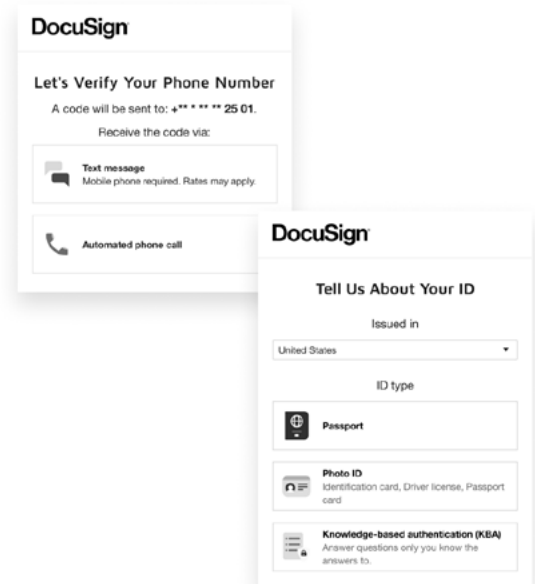 DocuSign
Let's Verify Your Phone Number
A code will be sent to: +** * ** ** 25 01.
Receive the code via:
Text message
Mobile phone required. Rates may apply.
Automated phone call
DocuSign
Tell Us About Your ID
Issued in
United States
ID type
Passport
Photo ID
Identification card, Driver license, Passport
card
Knowledge-based authentication (KBA)
Answer questions only you know the
answers to.